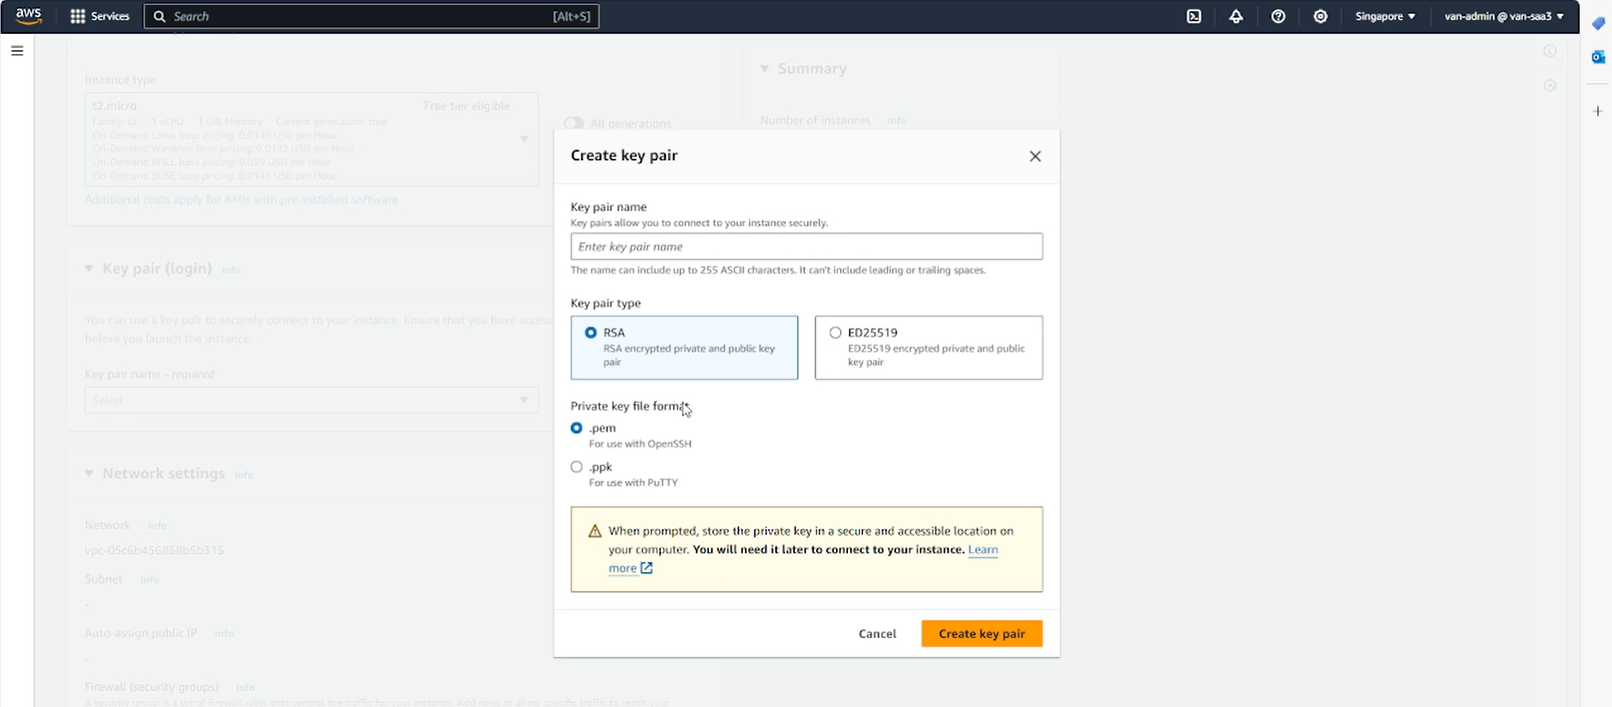 aws
Services
Search
[Alt+S]
Singapore
van-admin @ van-saa3
Instance type
t2.micro
Free tier eligible
Family: t2 1 vCPU 1 GiB Memory Current generation: true
On-Demand Linux base pricing: 0.0146 USD per Hour
On-Demand Windows base pricing: 0.0192 USD per Hour
On-Demand RHEL base pricing: 0.029 USD per Hour
On-Demand SUSE base pricing: 0.0146 USD per Hour
All generations
Additional costs apply for AMIs with pre-installed software
Key pair (login) Info
You can use a key pair to securely connect to your instance. Ensure that you have access
before you launch the instance.
Key pair name - required
Select
Network settings Info
Network Info
vpc-05c6b456858b5b315
Subnet Info
-
Auto-assign public IP Info
-
Firewall (security groups) Info
A security group is a set of firewall rules that control the traffic for your instance. Add rules to allow specific traffic to reach your
Summary
Number of instances Info
Create key pair
Key pair name
Key pairs allow you to connect to your instance securely.
Enter key pair name
The name can include up to 255 ASCII characters. It can't include leading or trailing spaces.
Key pair type
RSA
RSA encrypted private and public key
pair
ED25519
ED25519 encrypted private and public
key pair
Private key file format
.pem
For use with OpenSSH
.ppk
For use with PuTTY
When prompted, store the private key in a secure and accessible location on
your computer. You will need it later to connect to your instance. Learn
more
Cancel
Create key pair